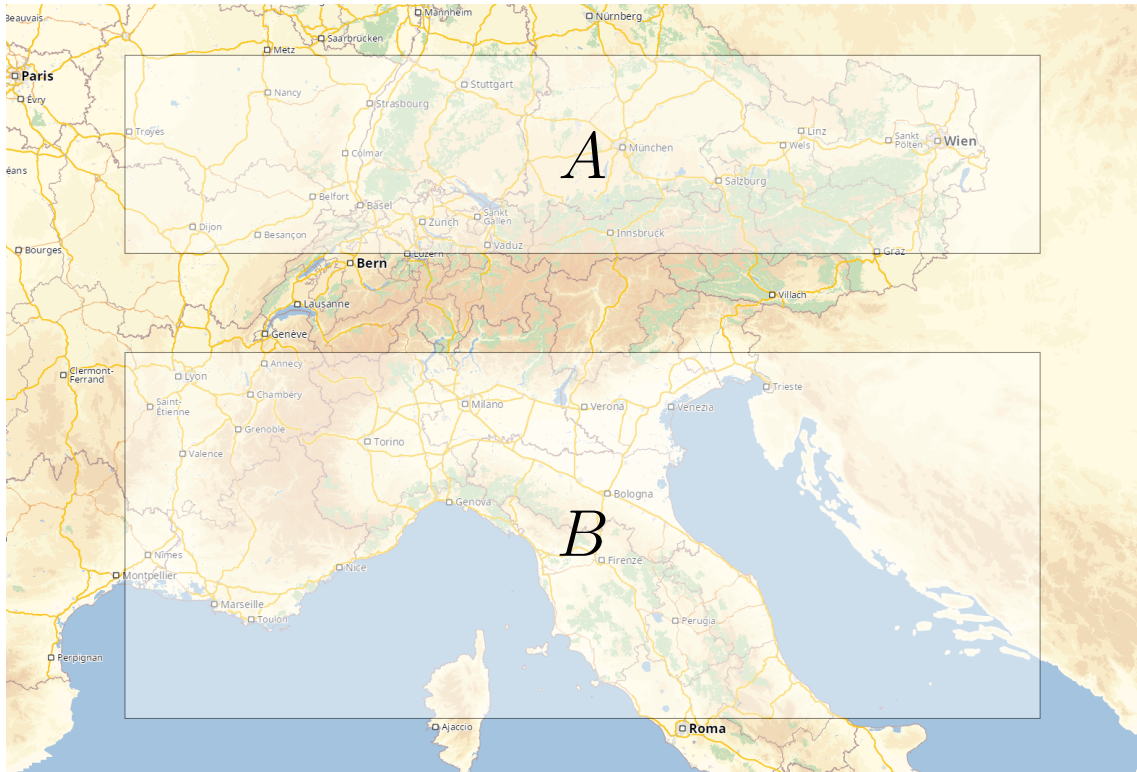 Beauvais
Mannheim
Nürnberg
Saarbrücken
Metz
Paris
Évry
Nancy
Stuttgart
Strasbourg
Troyes
Colmar
A
München
Linz
Wels
Sankt
Pölten
Wien
éans
Belfort
Basel
Salzburg
Dijon
Besançon
Zürich
Sankt
Gallen
Innsbruck
Vaduz
Bourges
Bern
Luzern
Graz
Lausanne
Villach
Genève
Annecy
Clermont-
Ferrand
Lyon
Chambéry
Trieste
Saint-
Étienne
Milano
Verona
Venezia
Grenoble
Torino
Valence
Genova
Bologna
B
Nîmes
Nice
Firenze
Montpellier
Marseille
Toulon
Perugia
Perpignan
Ajaccio
Roma